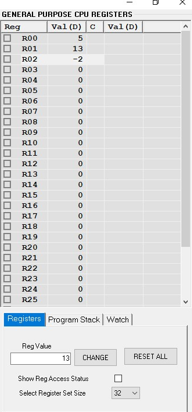 GENERAL PURPOSE CPU REGISTERS
Reg Val(D) C Val(D)
R00 5
R01 13
R02 -2
R03 0
R04 0
R05 0
R06 0
R07 0
R08 0
R09 0
R10 0
R11 0
R12 0
R13 0
R14 0
R15 0
R16 0
R17 0
R18 0
R19 0
R20 0
R21 0
R22 0
R23 0
R24 0
R25 0
Registers Program Stack Watch
Reg Value
13 CHANGE RESET ALL
Show Reg Access Status
Select Register Set Size 32